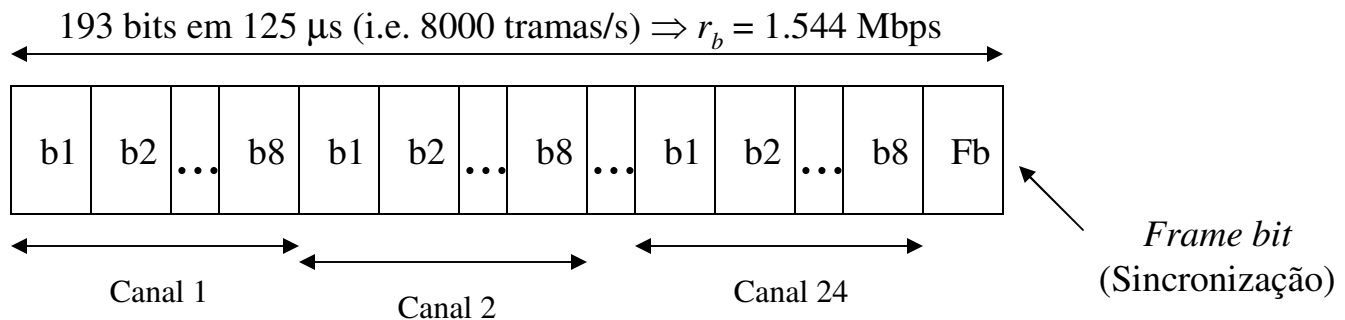 193 bits em 125 μs (i.e. 8000 tramas/s) ⇒ r_b = 1.544 Mbps
b1 b2 ... b8 b1 b2 ... b8 ... b1 b2 ... b8 Fb
Canal 1
Canal 2
Canal 24
Frame bit
(Sincronização)